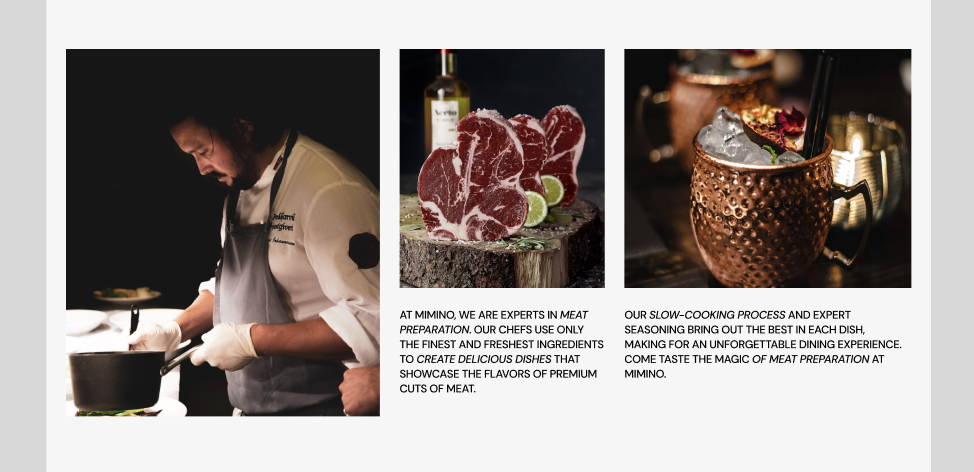 AT MIMINO, WE ARE EXPERTS IN MEAT
PREPARATION. OUR CHEFS USE ONLY
THE FINEST AND FRESHEST INGREDIENTS
TO CREATE DELICIOUS DISHES THAT
SHOWCASE THE FLAVORS OF PREMIUM
CUTS OF MEAT.
OUR SLOW-COOKING PROCESS AND EXPERT
SEASONING BRING OUT THE BEST IN EACH DISH,
MAKING FOR AN UNFORGETTABLE DINING EXPERIENCE.
COME TASTE THE MAGIC OF MEAT PREPARATION AT
MIMINO.